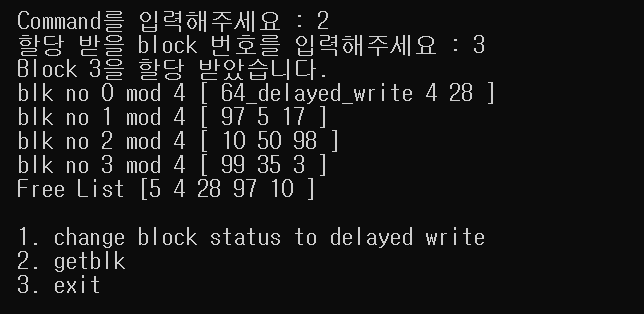 Command를 입력해주세요 : 2
할당 받을 block 번호를 입력해주세요 : 3
Block 3을 할당 받았습니다.
blk no 0 mod 4 [ 64_delayed_write 4 28 ]
blk no 1 mod 4 [ 97 5 17 ]
blk no 2 mod 4 [ 10 50 98 ]
blk no 3 mod 4 [ 99 35 3 ]
Free List [5 4 28 97 10 ]
1. change block status to delayed write
2. getblk
3. exit